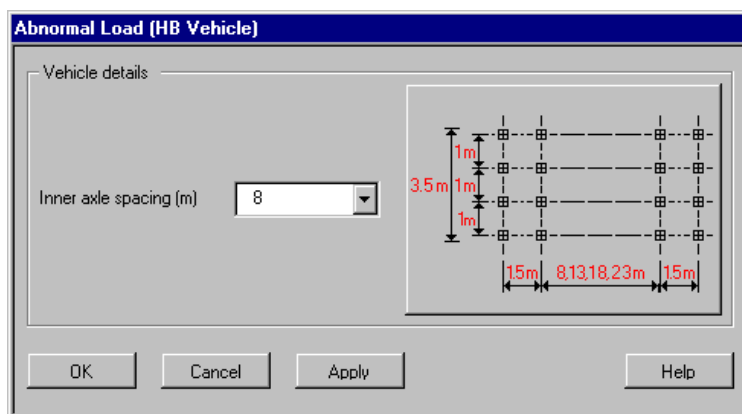 Abnormal Load (HB Vehicle)
Vehicle details
Inner axle spacing (m)
8
1m
3.5m 1m
1m
1.5m 8,13,18,23m 1.5m
OK Cancel Apply Help